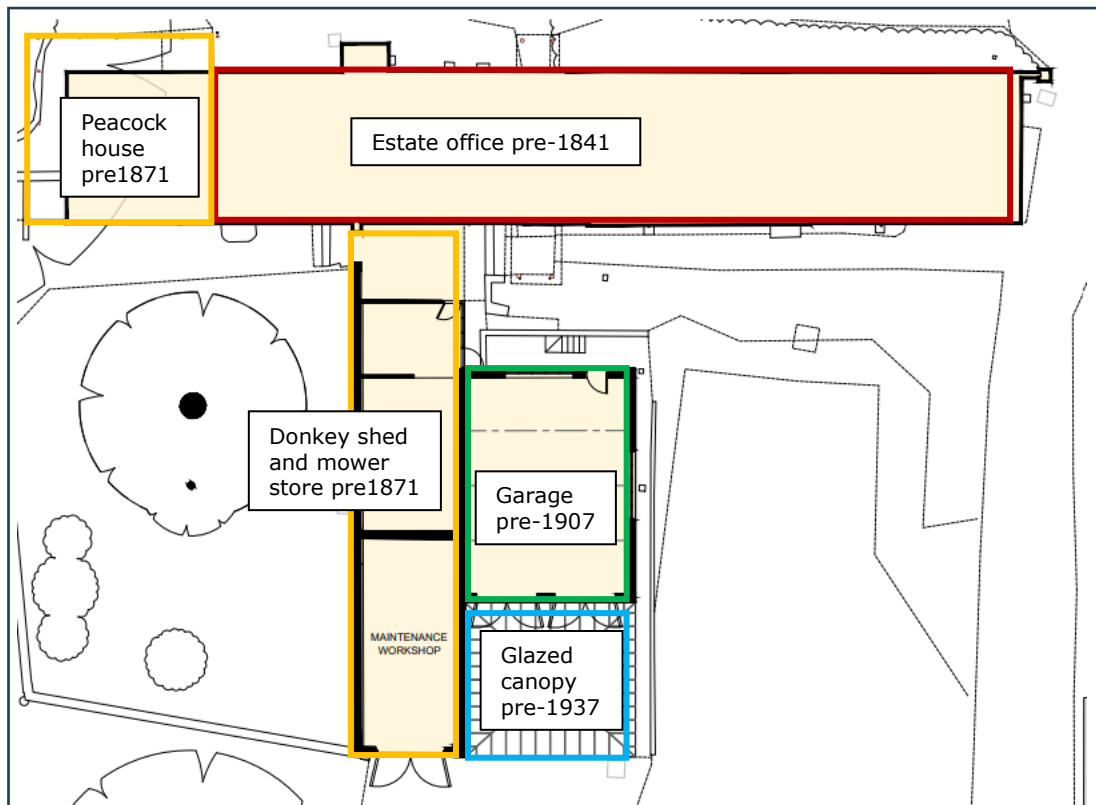 Peacock
house
pre1871
Estate office pre-1841
Donkey shed
and mower
store pre1871
Garage
pre-1907
MAINTENANCE
WORKSHOP
Glazed
canopy
pre-1937